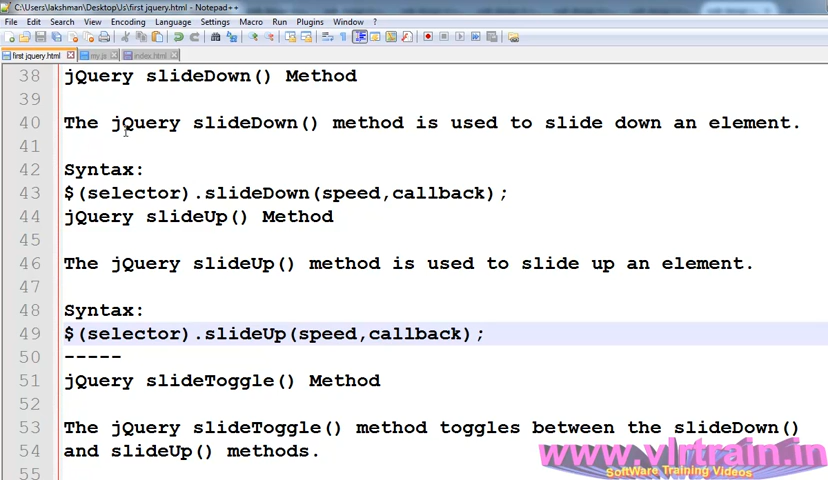 C:\Users\lakshman\Desktop\Js\first jquery.html - Notepad++
File Edit Search View Encoding Language Settings Macro Run Plugins Window ?
first jquery.html my.js index.html
38 jQuery slideDown() Method
39
40 The jQuery slideDown() method is used to slide down an element.
41
42 Syntax:
43 $(selector).slideDown(speed,callback);
44 jQuery slideUp() Method
45
46 The jQuery slideUp() method is used to slide up an element.
47
48 Syntax:
49 $(selector).slideUp(speed,callback);
50 -----
51 jQuery slideToggle() Method
52
53 The jQuery slideToggle() method toggles between the slideDown()
54 and slideUp() methods.
55
www.vlrtrain.in
SoftWare Training Videos